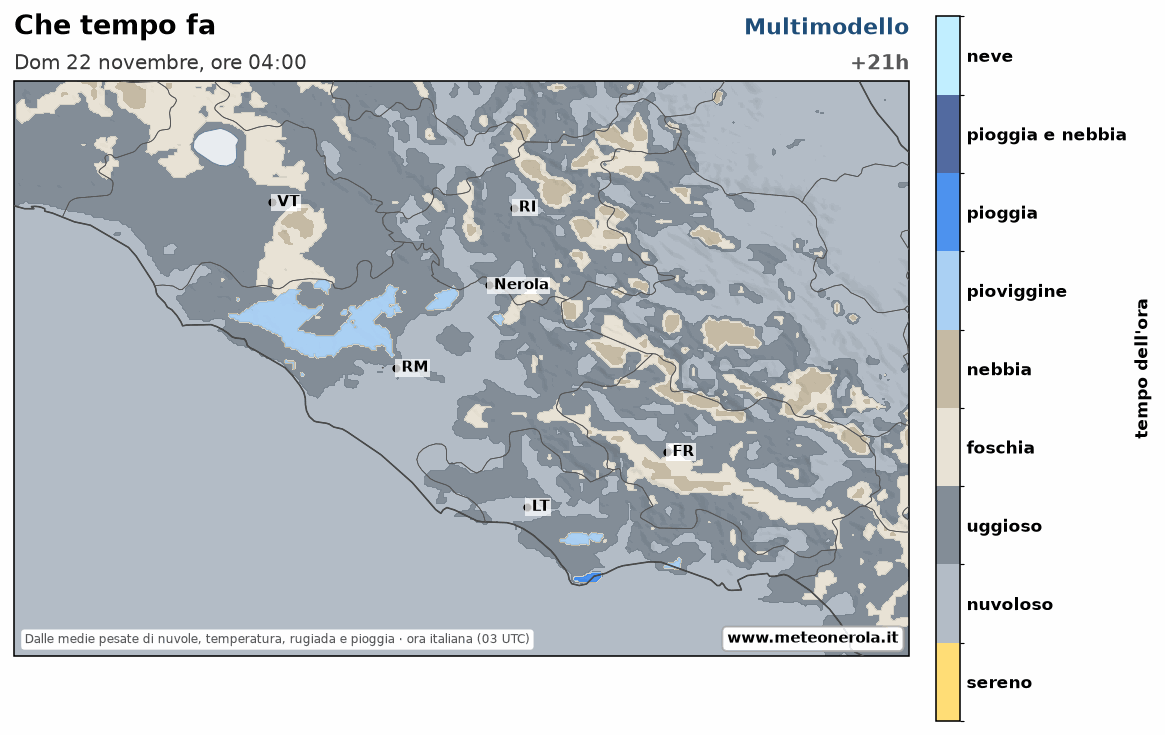 Che tempo fa
Multimodello
Dom 22 novembre, ore 04:00
+21h
neve
pioggia e nebbia
pioggia
pioviggine
nebbia
foschia
uggioso
nuvoloso
sereno
tempo dell'ora
VT
RI
Nerola
RM
FR
LT
Dalle medie pesate di nuvole, temperatura, rugiada e pioggia · ora italiana (03 UTC)
www.meteonerola.it